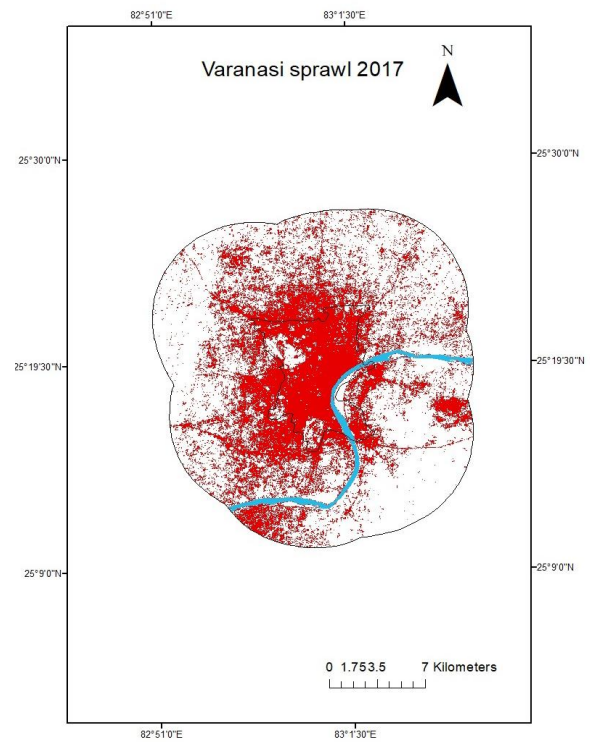 82°51'0"E 83°1'30"E
Varanasi sprawl 2017
N
25°30'0"N 25°30'0"N
25°19'30"N 25°19'30"N
25°9'0"N 25°9'0"N
0 1.753.5 7 Kilometers
82°51'0"E 83°1'30"E